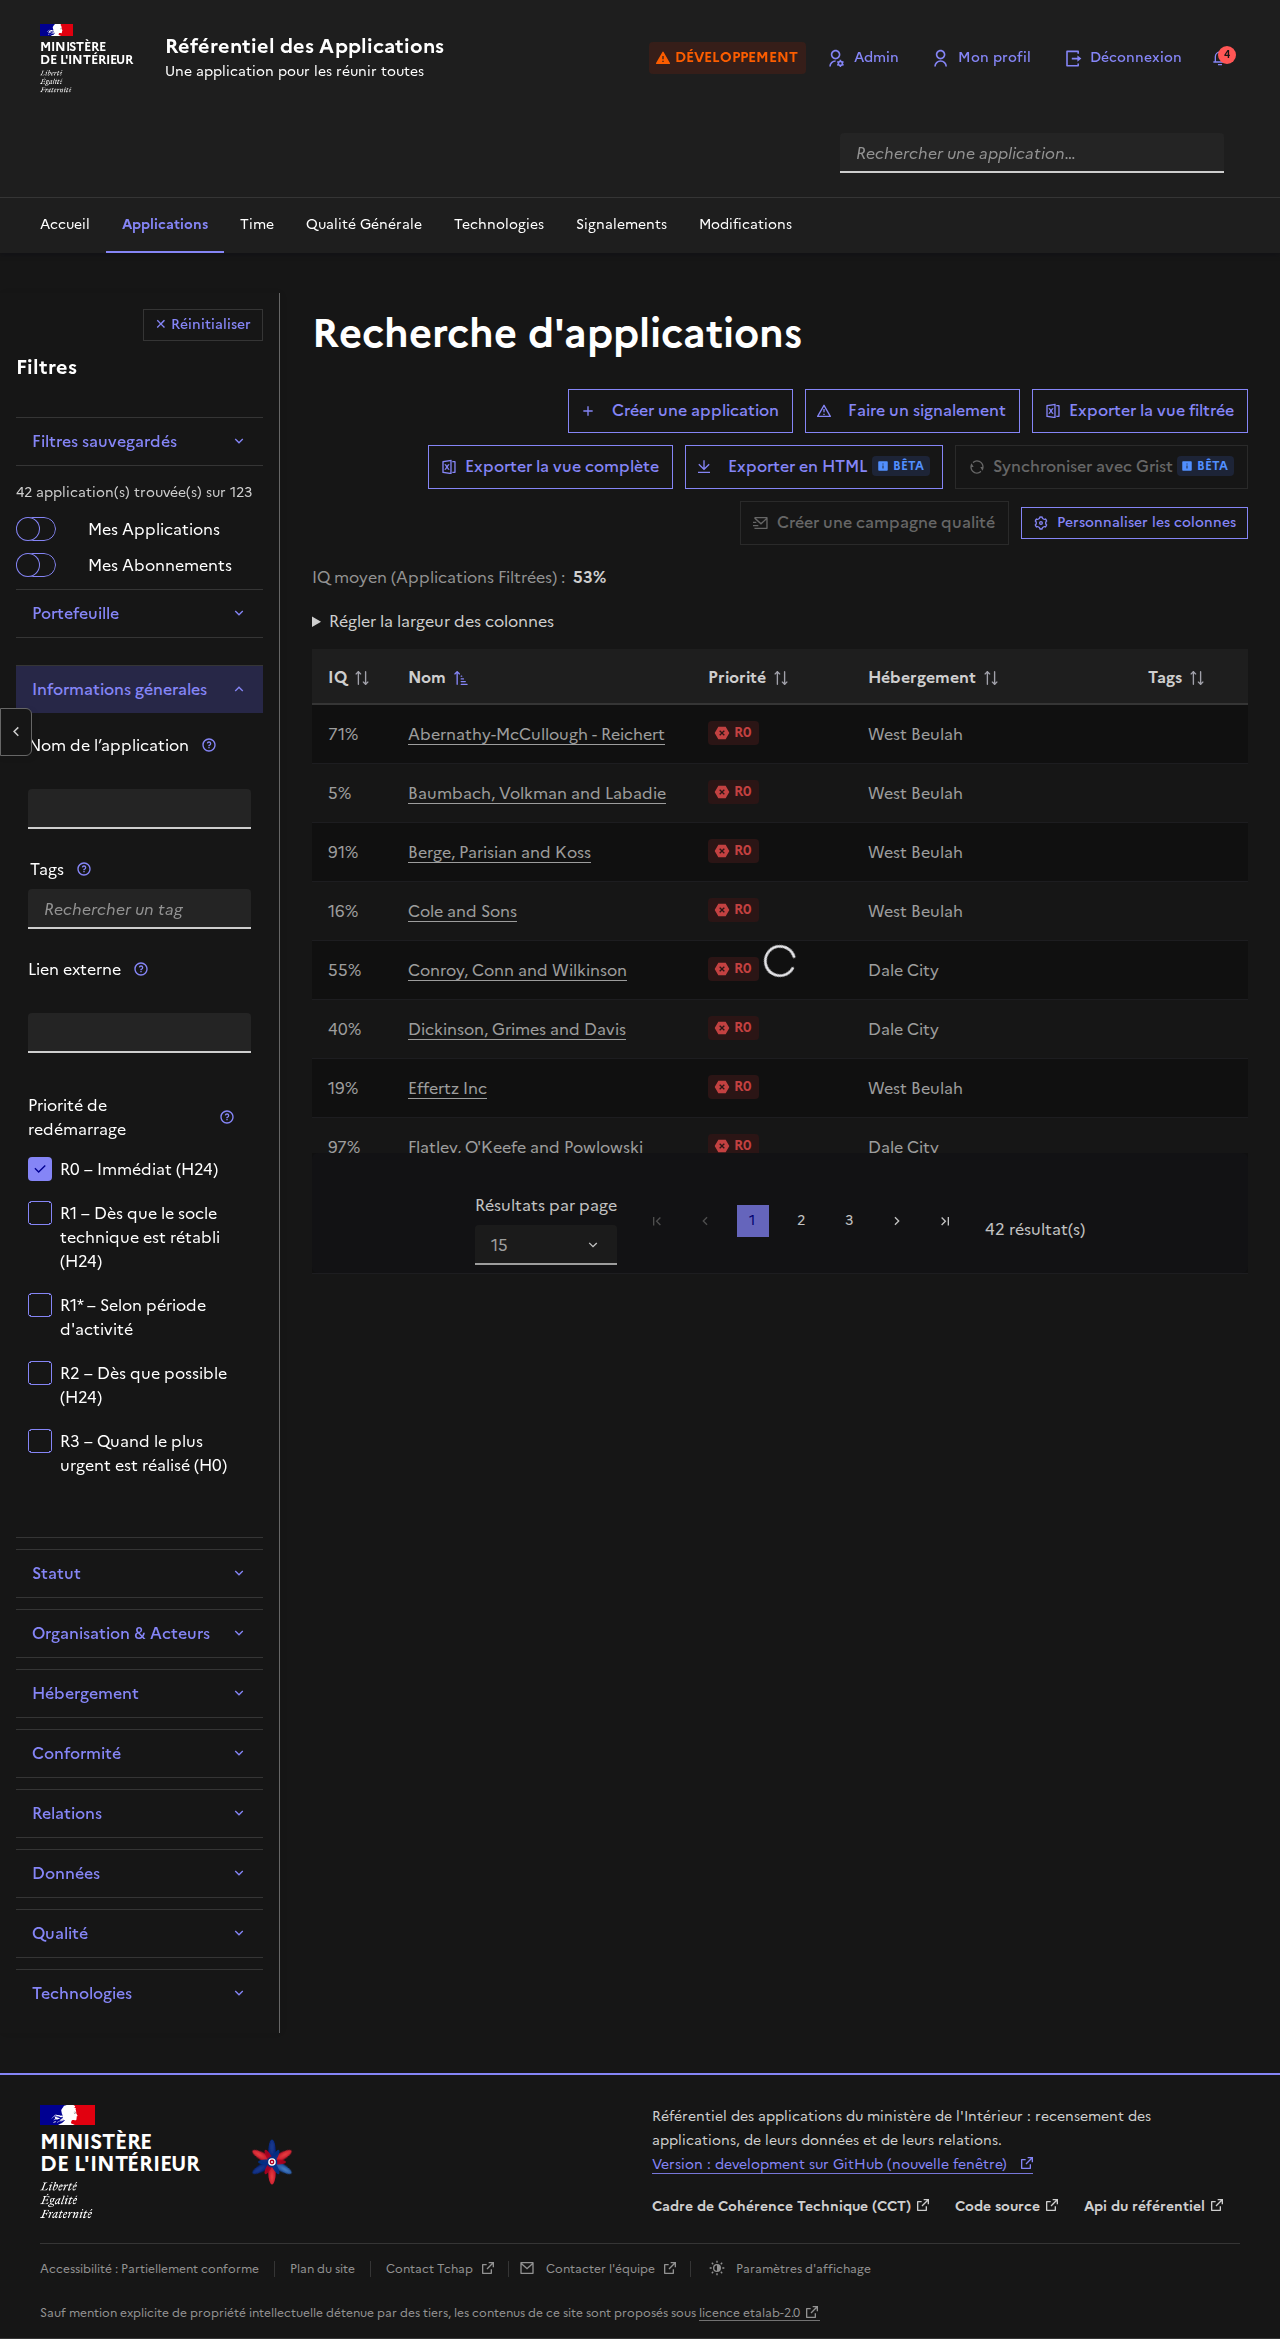 MINISTÈRE
DE L'INTÉRIEUR
Liberté
Égalité
Fraternité
Référentiel des Applications
Une application pour les réunir toutes
DÉVELOPPEMENT
Admin
Mon profil
Déconnexion
4
Rechercher une application...
Accueil
Applications
Time
Qualité Générale
Technologies
Signalements
Modifications
Réinitialiser
Filtres
Filtres sauvegardés
42 application(s) trouvée(s) sur 123
Mes Applications
Mes Abonnements
Portefeuille
Informations génerales
Nom de l’application
Tags
Rechercher un tag
Lien externe
Priorité de
redémarrage
R0 – Immédiat (H24)
R1 – Dès que le socle
technique est rétabli
(H24)
R1* – Selon période
d'activité
R2 – Dès que possible
(H24)
R3 – Quand le plus
urgent est réalisé (H0)
Statut
Organisation & Acteurs
Hébergement
Conformité
Relations
Données
Qualité
Technologies
Recherche d'applications
Créer une application
Faire un signalement
Exporter la vue filtrée
Exporter la vue complète
Exporter en HTML BÊTA
Synchroniser avec Grist BÊTA
Créer une campagne qualité
Personnaliser les colonnes
IQ moyen (Applications Filtrées) : 53%
Régler la largeur des colonnes
IQ Nom Priorité Hébergement Tags
71% Abernathy-McCullough - Reichert R0 West Beulah
5% Baumbach, Volkman and Labadie R0 West Beulah
91% Berge, Parisian and Koss R0 West Beulah
16% Cole and Sons R0 West Beulah
55% Conroy, Conn and Wilkinson R0 Dale City
40% Dickinson, Grimes and Davis R0 Dale City
19% Effertz Inc R0 West Beulah
97% Flatley, O'Keefe and Powlowski R0 Dale City
Résultats par page
15
1 2 3
42 résultat(s)
MINISTÈRE
DE L'INTÉRIEUR
Liberté
Égalité
Fraternité
Référentiel des applications du ministère de l'Intérieur : recensement des
applications, de leurs données et de leurs relations.
Version : development sur GitHub (nouvelle fenêtre)
Cadre de Cohérence Technique (CCT)
Code source
Api du référentiel
Accessibilité : Partiellement conforme
Plan du site
Contact Tchap
Contacter l'équipe
Paramètres d'affichage
Sauf mention explicite de propriété intellectuelle détenue par des tiers, les contenus de ce site sont proposés sous licence etalab-2.0